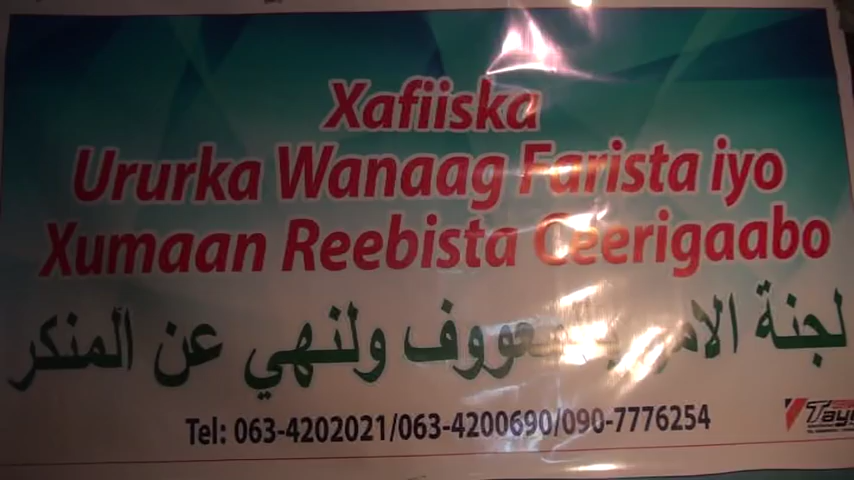 Xafiiska
Ururka Wanaag Farista iyo
Xumaan Reebista Ceerigaabo
لجنة الامر بالمعووف ولنهي عن المنكر
Tel: 063-4202021/063-4200690/090-7776254